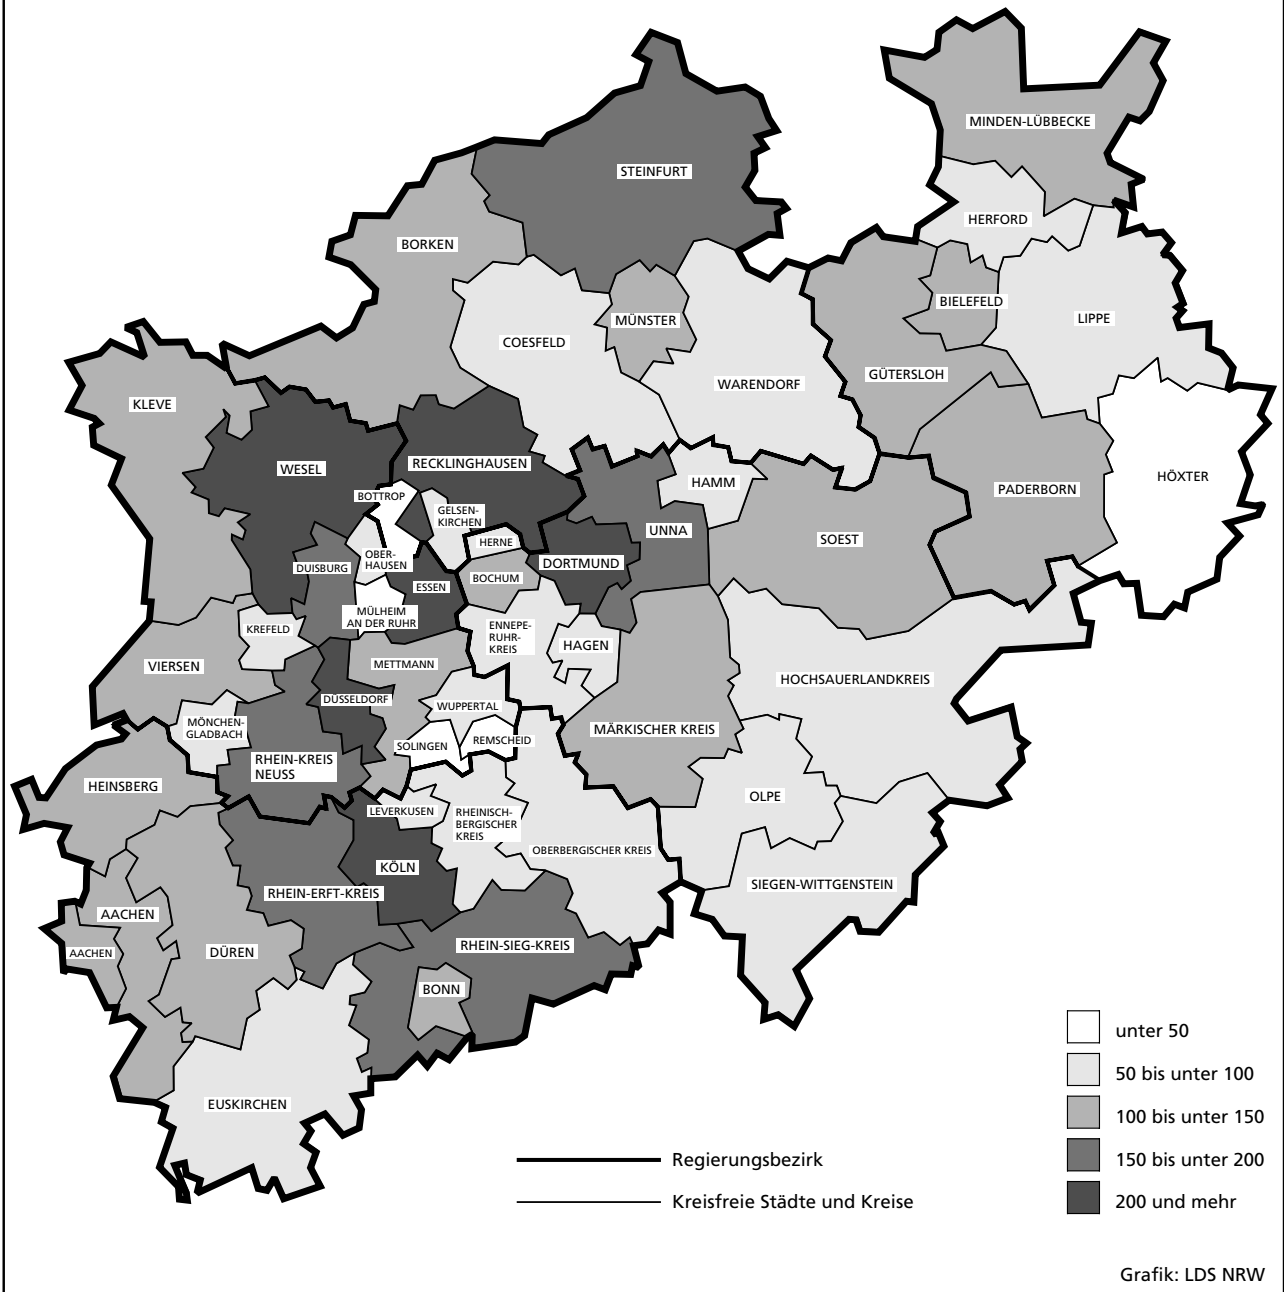 MINDEN-LÜBBECKE
STEINFURT
HERFORD
BORKEN
BIELEFELD
LIPPE
MÜNSTER
COESFELD
GÜTERSLOH
WARENDORF
KLEVE
RECKLINGHAUSEN
WESEL
HÖXTER
HAMM
PADERBORN
BOTTROP
GELSEN-
KIRCHEN
UNNA
SOEST
HERNE
OBER-
HAUSEN
DORTMUND
DUISBURG
BOCHUM
ESSEN
MÜLHEIM
AN DER RUHR
KREFELD
ENNEPE-
RUHR-
KREIS
HAGEN
VIERSEN
METTMANN
HOCHSAUERLANDKREIS
DÜSSELDORF
WUPPERTAL
MÖNCHEN-
GLADBACH
MÄRKISCHER KREIS
SOLINGEN
REMSCHEID
RHEIN-KREIS
NEUSS
HEINSBERG
OLPE
LEVERKUSEN
RHEINISCH-
BERGISCHER
KREIS
OBERBERGISCHER KREIS
KÖLN
RHEIN-ERFT-KREIS
SIEGEN-WITTGENSTEIN
AACHEN
RHEIN-SIEG-KREIS
AACHEN
DÜREN
BONN
EUSKIRCHEN
unter 50
50 bis unter 100
100 bis unter 150
150 bis unter 200
200 und mehr
Regierungsbezirk
Kreisfreie Städte und Kreise
Grafik: LDS NRW